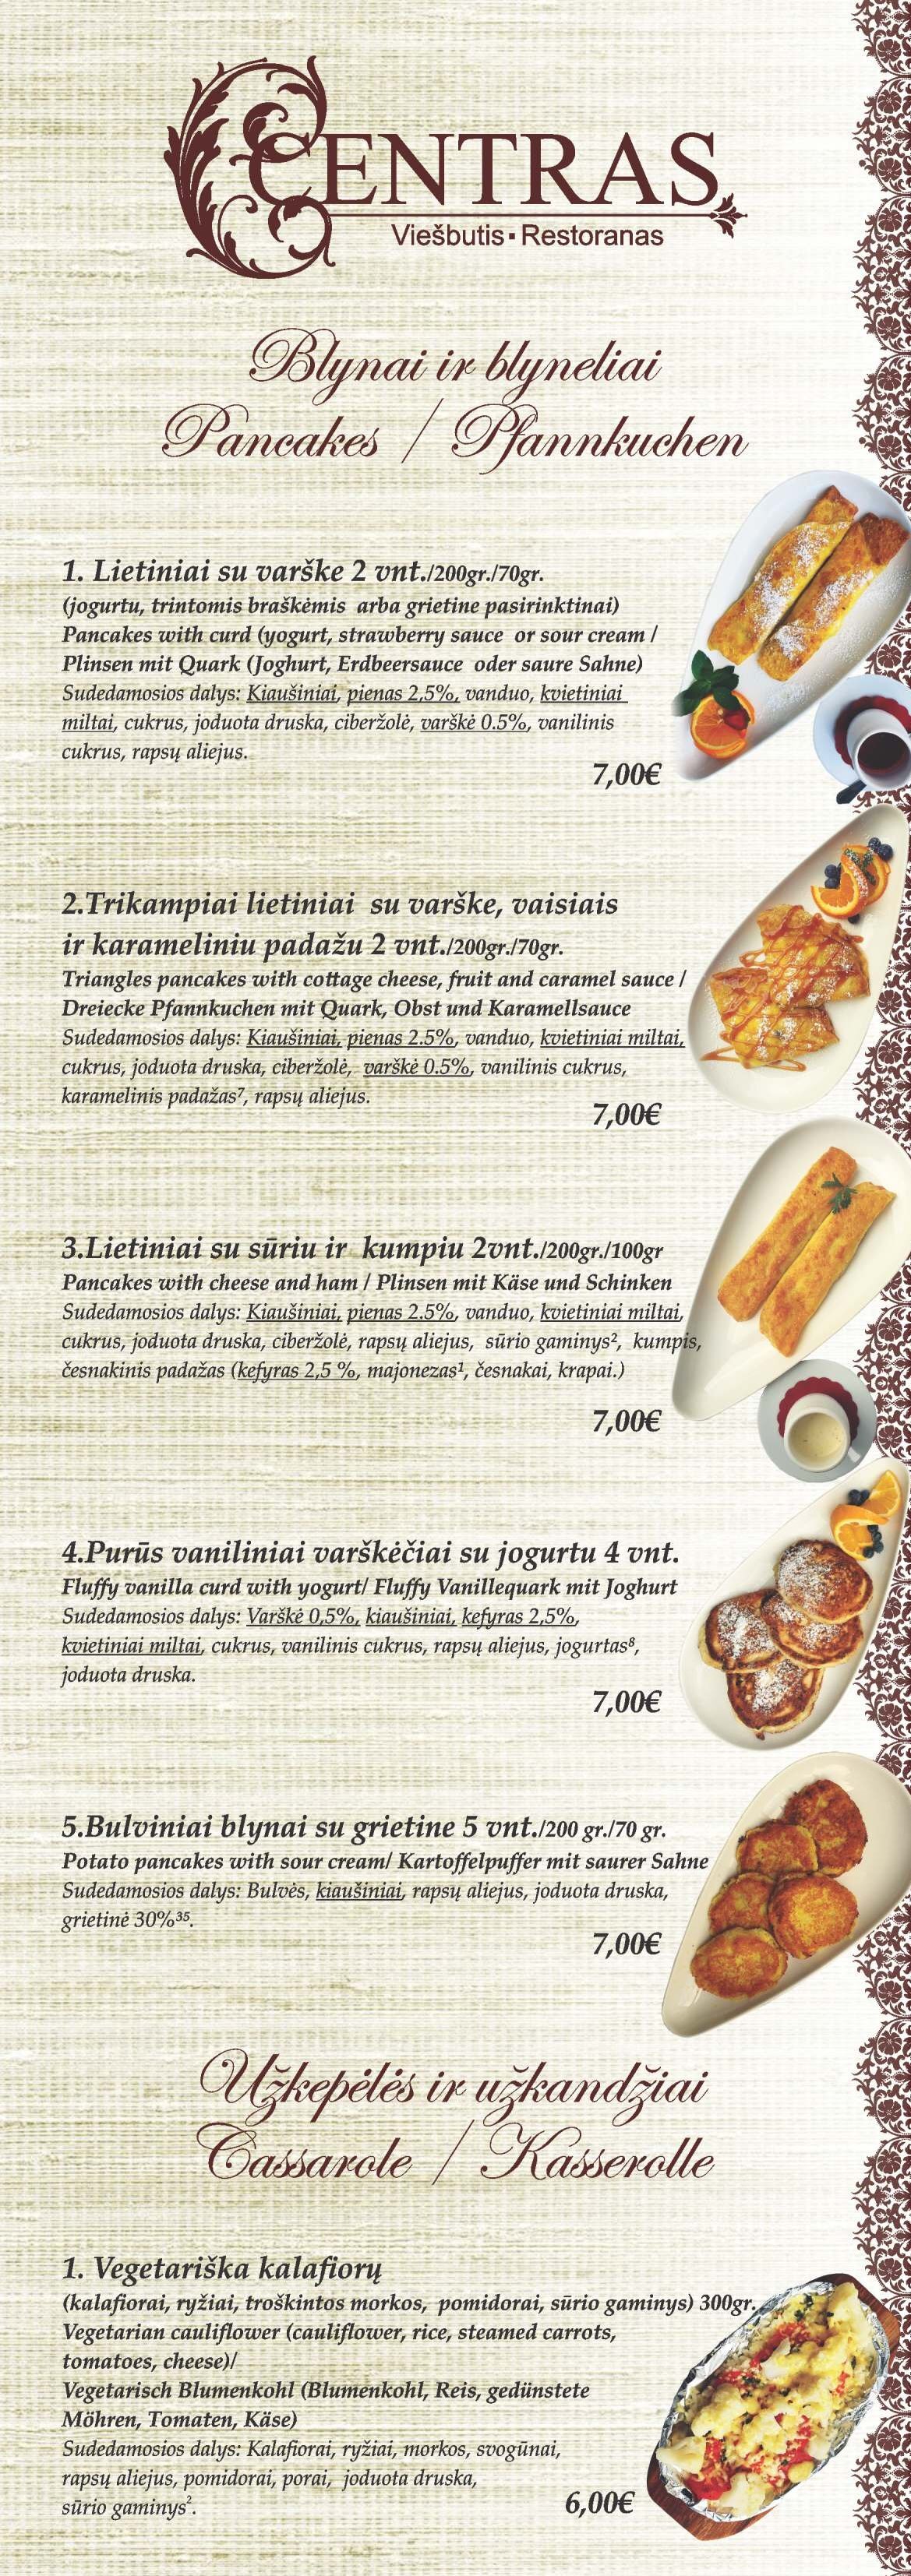 CENTRAS
Viešbutis ▪ Restoranas
Blynai ir blyneliai
Pancakes / Pfannkuchen
1. Lietiniai su varške 2 vnt./200gr./70gr.
(jogurtu, trintomis braškėmis arba grietine pasirinktinai)
Pancakes with curd (yogurt, strawberry sauce or sour cream /
Plinsen mit Quark (Joghurt, Erdbeersauce oder saure Sahne)
Sudedamosios dalys: Kiaušiniai, pienas 2,5%, vanduo, kvietiniai
miltai, cukrus, joduota druska, ciberžolė, varškė 0.5%, vanilinis
cukrus, rapsų aliejus.
7,00€
2.Trikampiai lietiniai su varške, vaisiais
ir karameliniu padažu 2 vnt./200gr./70gr.
Triangles pancakes with cottage cheese, fruit and caramel sauce /
Dreiecke Pfannkuchen mit Quark, Obst und Karamellsauce
Sudedamosios dalys: Kiaušiniai, pienas 2.5%, vanduo, kvietiniai miltai,
cukrus, joduota druska, ciberžolė, varškė 0.5%, vanilinis cukrus,
karamelinis padažas⁷, rapsų aliejus.
7,00€
3.Lietiniai su sūriu ir kumpiu 2vnt./200gr./100gr
Pancakes with cheese and ham / Plinsen mit Käse und Schinken
Sudedamosios dalys: Kiaušiniai, pienas 2.5%, vanduo, kvietiniai miltai,
cukrus, joduota druska, ciberžolė, rapsų aliejus, sūrio gaminys², kumpis,
česnakinis padažas (kefyras 2,5 %, majonezas¹, česnakai, krapai.)
7,00€
4.Purūs vaniliniai varškėčiai su jogurtu 4 vnt.
Fluffy vanilla curd with yogurt/ Fluffy Vanillequark mit Joghurt
Sudedamosios dalys: Varškė 0,5%, kiaušiniai, kefyras 2,5%,
kvietiniai miltai, cukrus, vanilinis cukrus, rapsų aliejus, jogurtas⁸,
joduota druska.
7,00€
5.Bulviniai blynai su grietine 5 vnt./200 gr./70 gr.
Potato pancakes with sour cream/ Kartoffelpuffer mit saurer Sahne
Sudedamosios dalys: Bulvės, kiaušiniai, rapsų aliejus, joduota druska,
grietinė 30%³⁵.
7,00€
Užkepėlės ir užkandžiai
Cassarole / Kasserolle
1. Vegetariška kalafiorų
(kalafiorai, ryžiai, troškintos morkos, pomidorai, sūrio gaminys) 300gr.
Vegetarian cauliflower (cauliflower, rice, steamed carrots,
tomatoes, cheese)/
Vegetarisch Blumenkohl (Blumenkohl, Reis, gedünstete
Möhren, Tomaten, Käse)
Sudedamosios dalys: Kalafiorai, ryžiai, morkos, svogūnai,
rapsų aliejus, pomidorai, porai, joduota druska,
sūrio gaminys².
6,00€